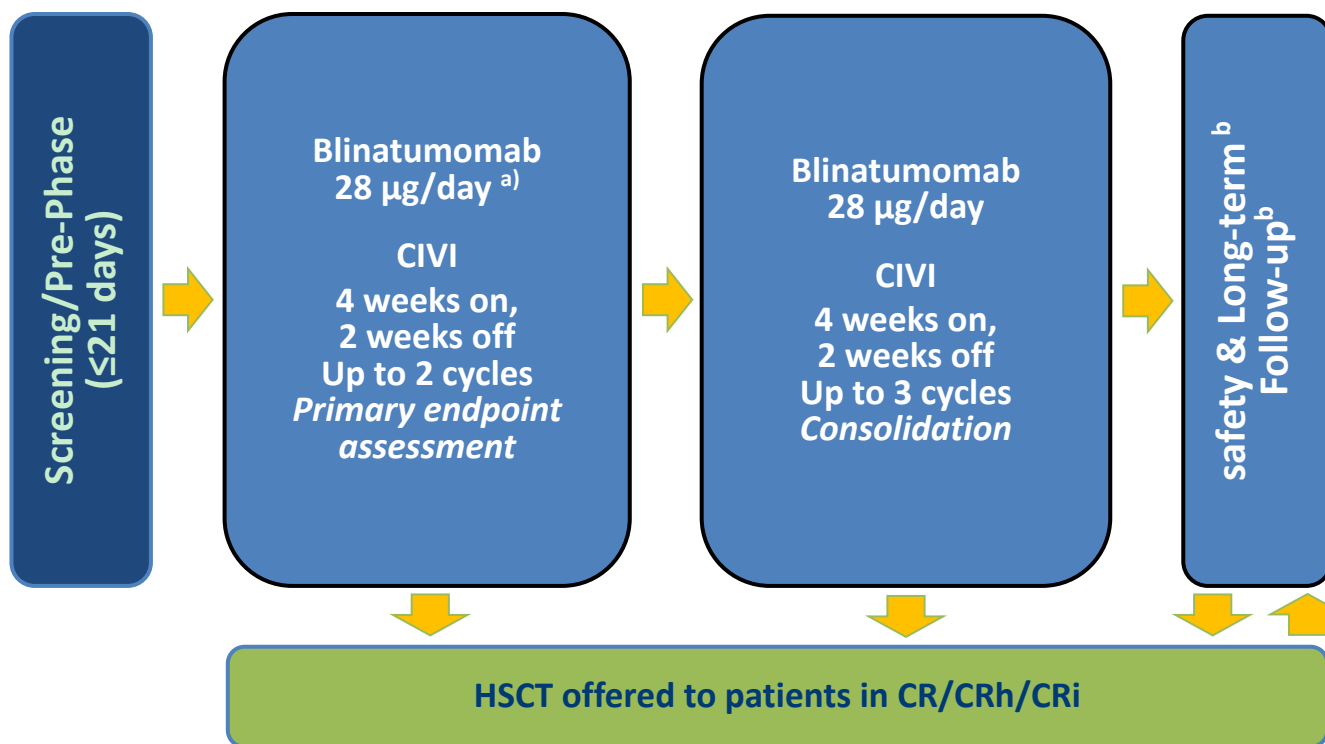 Screening/Pre-Phase
(≤21 days)
Blinatumomab
28 µg/day a)
CIVI
4 weeks on,
2 weeks off
Up to 2 cycles
Primary endpoint
assessment
Blinatumomab
28 µg/day
CIVI
4 weeks on,
2 weeks off
Up to 3 cycles
Consolidation
safety & Long-term b
Follow-up b
HSCT offered to patients in CR/CRh/CRi